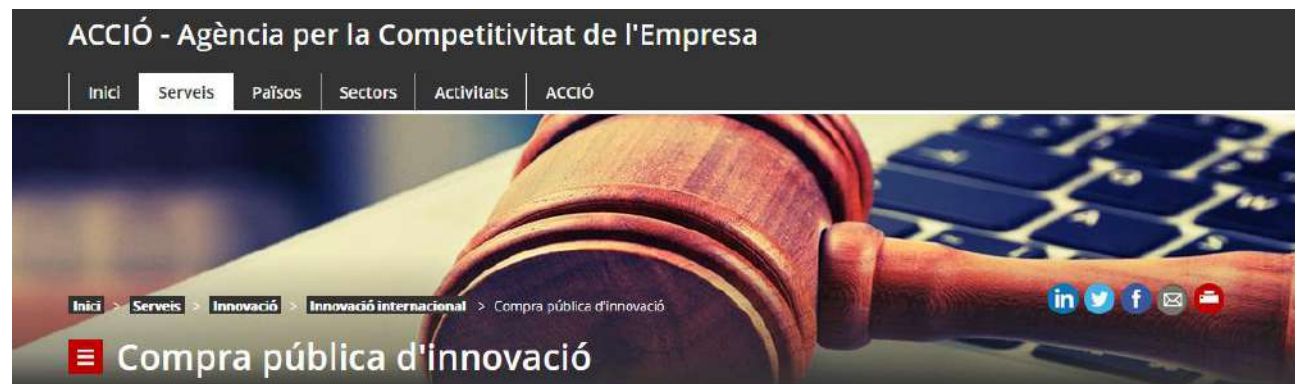 ACCIÓ - Agència per la Competitivitat de l'Empresa
Inici Serveis Països Sectors Activitats ACCIÓ
Inici > Serveis > Innovació > Innovació internacional > Compra pública d'innovació
in f
Compra pública d'innovació